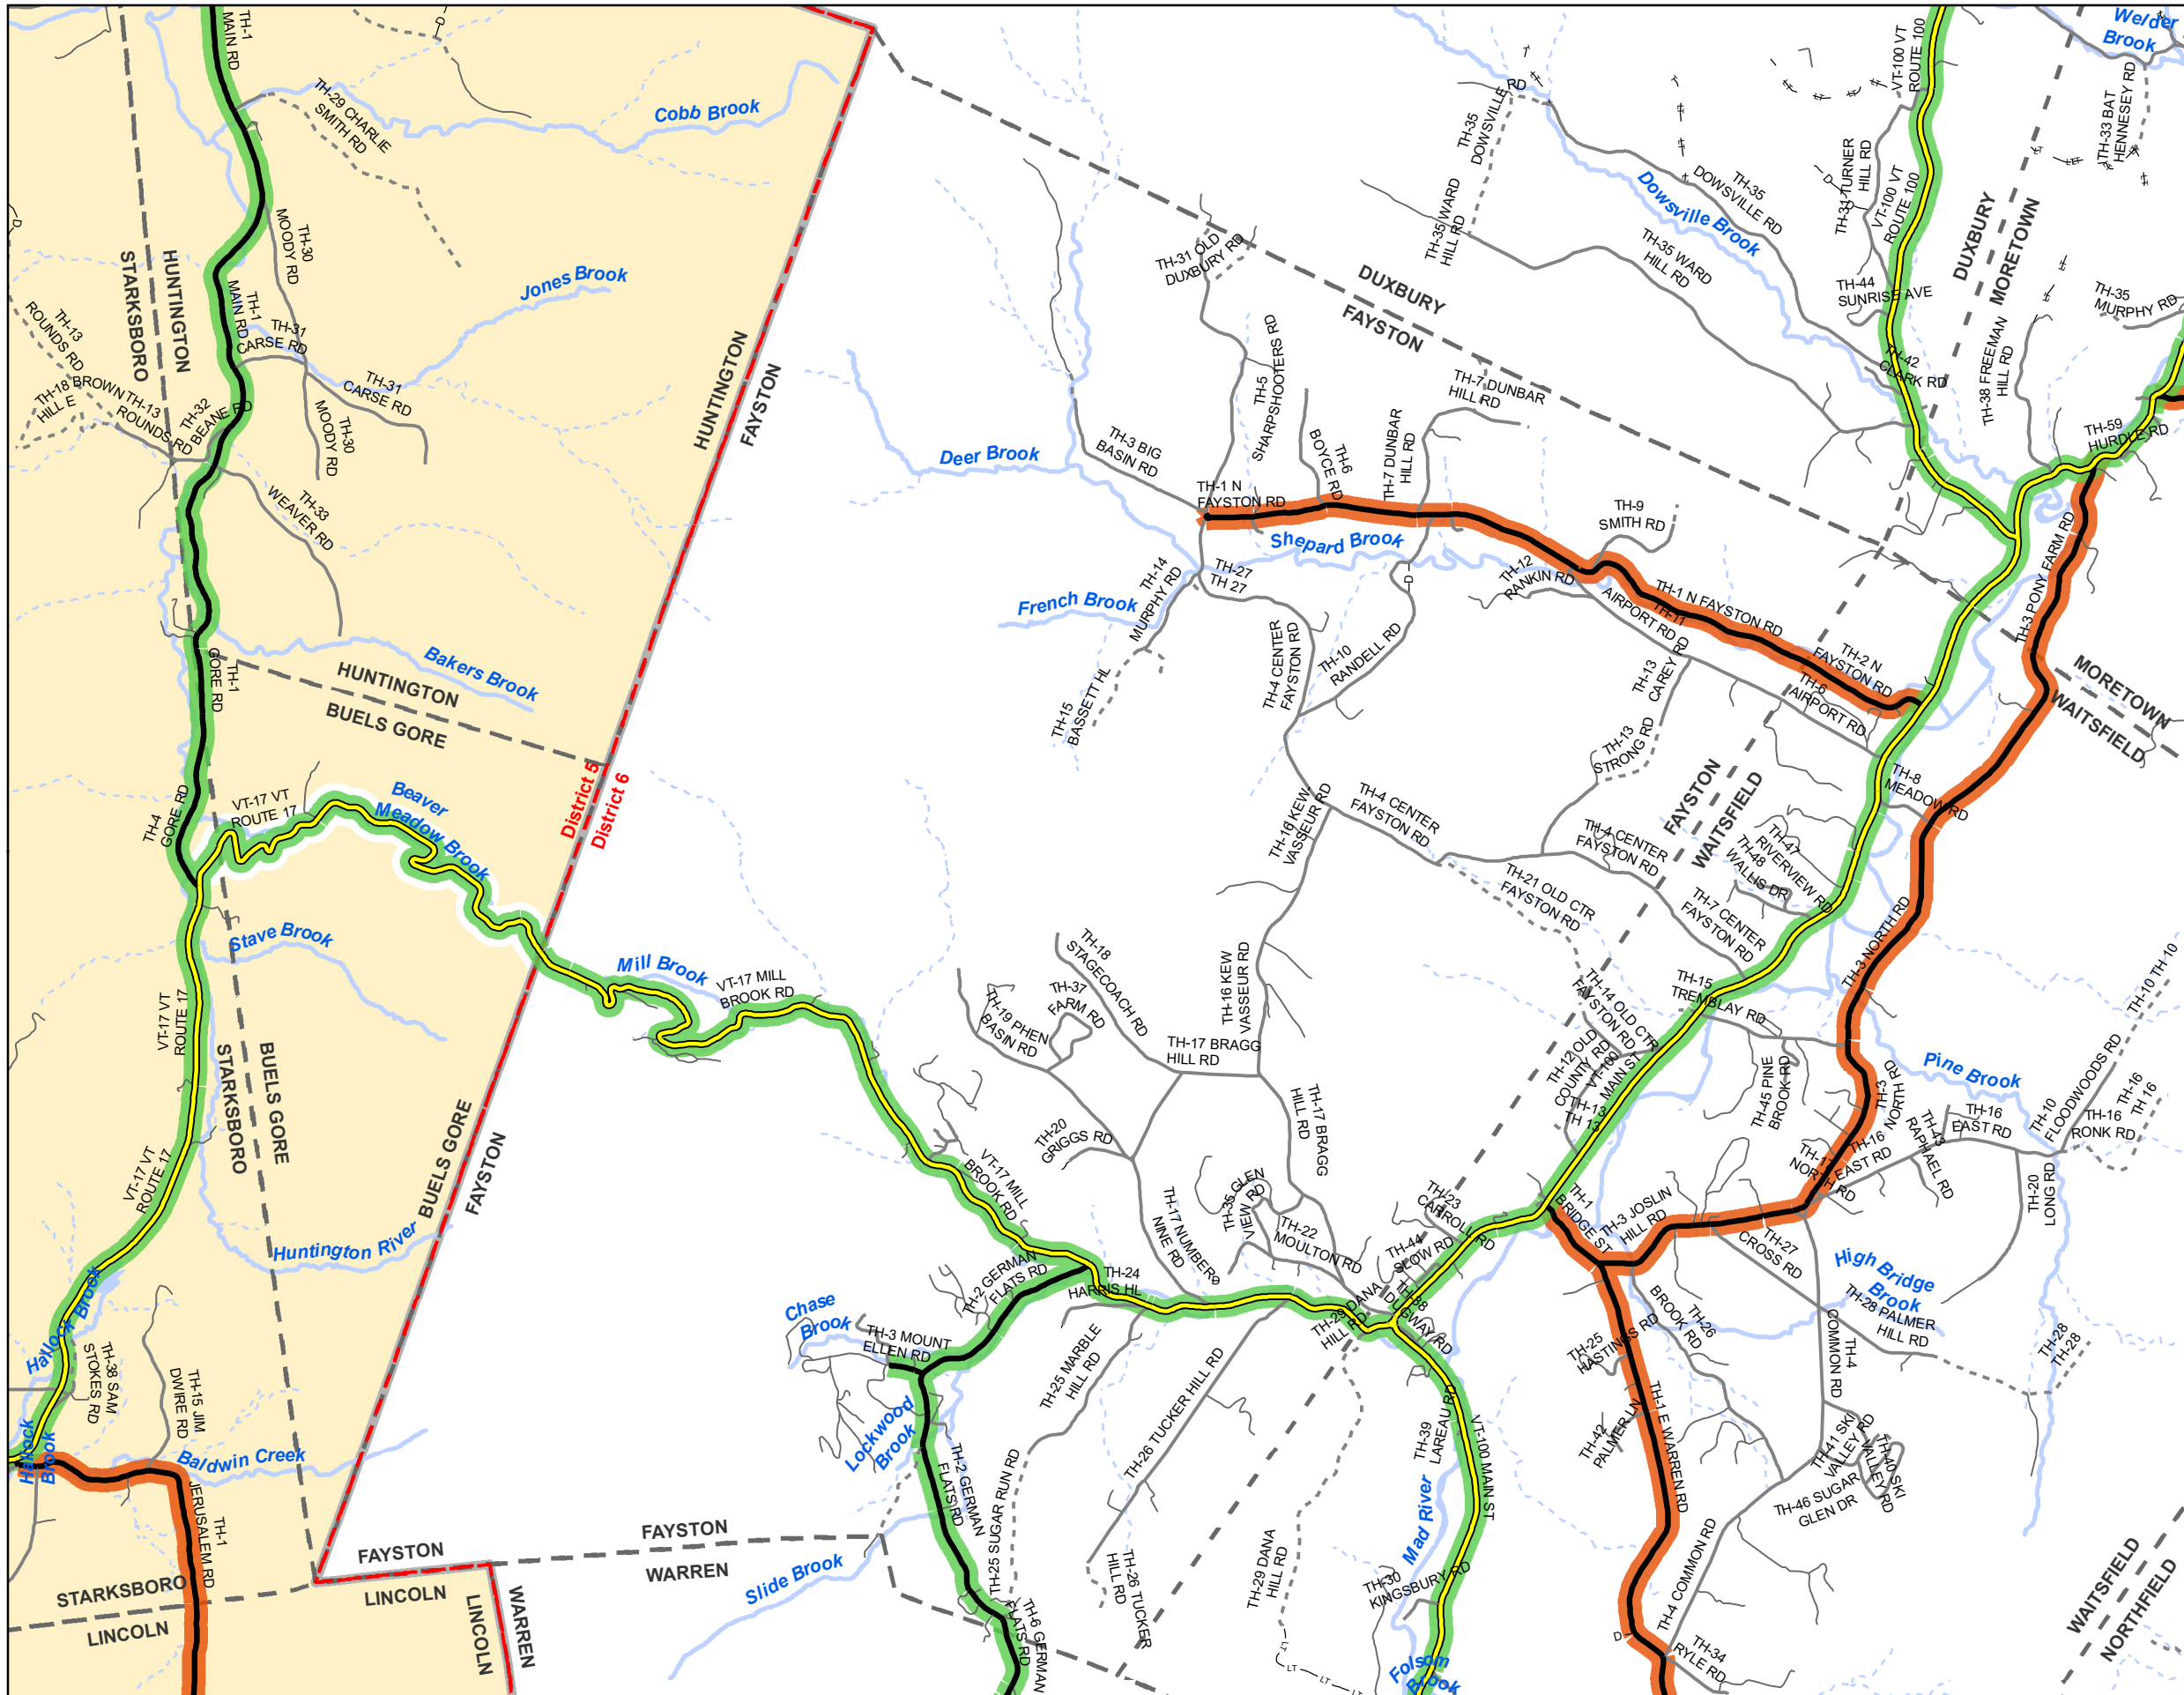 TH-1
MAIN RD
TH-29 CHARLIE
SMITH RD
Cobb Brook
D
D
STARKSBORO
HUNTINGTON
TH-30
MOODY RD
Jones Brook
TH-13
ROUNDS RD
TH-1
MAIN RD
TH-31
CARSE RD
TH-18 BROWN
HILL E
TH-13
ROUNDS RD
TH-32
BEANE RD
TH-31
CARSE RD
TH-30
MOODY RD
TH-33
WEAVER RD
HUNTINGTON
FAYSTON
Bakers Brook
TH-1
GORE RD
HUNTINGTON
BUELS GORE
District 5
District 6
TH-4
GORE RD
VT-17 VT
ROUTE 17
Beaver
Meadow Brook
Stave Brook
VT-17 VT
ROUTE 17
STARKSBORO
BUELS GORE
VT-17 VT
ROUTE 17
BUELS GORE
FAYSTON
Huntington River
Hallock Brook
TH-38 SAM
STOKES RD
TH-15 JIM
DWIRE RD
Hallock
Brook
Baldwin Creek
TH-1
JERUSALEM RD
STARKSBORO
LINCOLN
FAYSTON
LINCOLN
LINCOLN
WARREN
FAYSTON
WARREN
Slide Brook
Welder
Brook
VT-100 VT
ROUTE 100
TH-33 BAT
HENNESEY RD
TH-35
DOWSVILLE RD
TH-35 WARD
HILL RD
TH-35
DOWSVILLE RD
Dowsville Brook
TH-35 WARD
HILL RD
TH-31 TURNER
HILL RD
D
D
VT-100 VT
ROUTE 100
DUXBURY
MORETOWN
TH-44
SUNRISE AVE
TH-35
MURPHY RD
TH-42
CLARK RD
TH-38 FREEMAN
HILL RD
TH-59
HURDLE RD
TH-31 OLD
DUXBURY RD
DUXBURY
FAYSTON
TH-5
SHARPSHOOTERS RD
TH-7 DUNBAR
HILL RD
TH-6
BOYCE RD
TH-7 DUNBAR
HILL RD
Deer Brook
TH-3 BIG
BASIN RD
TH-1 N
FAYSTON RD
TH-9
SMITH RD
Shepard Brook
D
TH-12
RANKIN RD
TH-14
MURPHY RD
TH-27
TH 27
French Brook
TH-11
AIRPORT RD
TH-1 N FAYSTON RD
TH-3 PONY FARM RD
TH-4 CENTER
FAYSTON RD
TH-10
RANDELL RD
TH-13
CAREY RD
TH-2 N
FAYSTON RD
TH-6
AIRPORT RD
TH-15
BASSETT HL
TH-13
STRONG RD
MORETOWN
WAITSFIELD
TH-16 KEW-
VASSEUR RD
TH-4 CENTER
FAYSTON RD
TH-4 CENTER
FAYSTON RD
FAYSTON
WAITSFIELD
TH-8
MEADOW RD
TH-47
RIVERVIEW RD
TH-48
WALLIS DR
TH-21 OLD CTR
FAYSTON RD
TH-7 CENTER
FAYSTON RD
TH-3 NORTH RD
Mill Brook
VT-17 MILL
BROOK RD
TH-18
STAGECOACH RD
TH-37
FARM RD
TH-19 PHEN
BASIN RD
TH-16 KEW
VASSEUR RD
TH-17 BRAGG
HILL RD
TH-14 OLD CTR
FAYSTON RD
TH-15
TREMBLAY RD
TH-10 TH 10
TH-12 OLD
COUNTY RD
VT-100
MAIN ST
TH-13
TH 13
TH-45 PINE
BROOK RD
TH-3
NORTH RD
Pine Brook
TH-10
FLOODWOODS RD
TH-16
TH 16
TH-16
RONK RD
TH-16
EAST RD
TH-43
RAPHAEL RD
TH-16
EAST RD
NORTH RD
TH-20
LONG RD
TH-20
GRIGGS RD
TH-17 BRAGG
HILL RD
VT-17 MILL
BROOK RD
TH-17 NUMBER
NINE RD
9
TH-35 GLEN
VIEW RD
TH-22
MOULTON RD
TH-23
CARROLL RD
TH-44
SLOW RD
TH-1
BRIDGE ST
TH-3 JOSLIN
HILL RD
TH-27
CROSS RD
High Bridge
Brook
TH-28 PALMER
HILL RD
TH-28
TH-28
TH-2 GERMAN
FLATS RD
TH-24
HARRIS HL
TH-29 DANA
HILL RD
TH-38
DUGWAY RD
Chase
Brook
TH-3 MOUNT
ELLEN RD
TH-25 MARBLE
HILL RD
TH-26 TUCKER HILL RD
TH-25
HASTINGS RD
TH-26
BROOK RD
TH-4
COMMON RD
Lockwood
Brook
TH-2 GERMAN
FLATS RD
TH-39
LAREAU RD
VT-100 MAIN ST
TH-42
PALMER LN
TH-1 E WARREN RD
TH-41 SKI
VALLEY RD
TH-40 SKI
VALLEY RD
TH-46 SUGAR
GLEN DR
TH-25 SUGAR RUN RD
TH-26 TUCKER
HILL RD
TH-29 DANA
HILL RD
Mad River
TH-30
KINGSBURY RD
TH-4 COMMON RD
D
TH-34
RYLE RD
TH-6 GERMAN
FLATS RD
LT
LT
LT
LT
Folsom
Brook
WAITSFIELD
NORTHFIELD